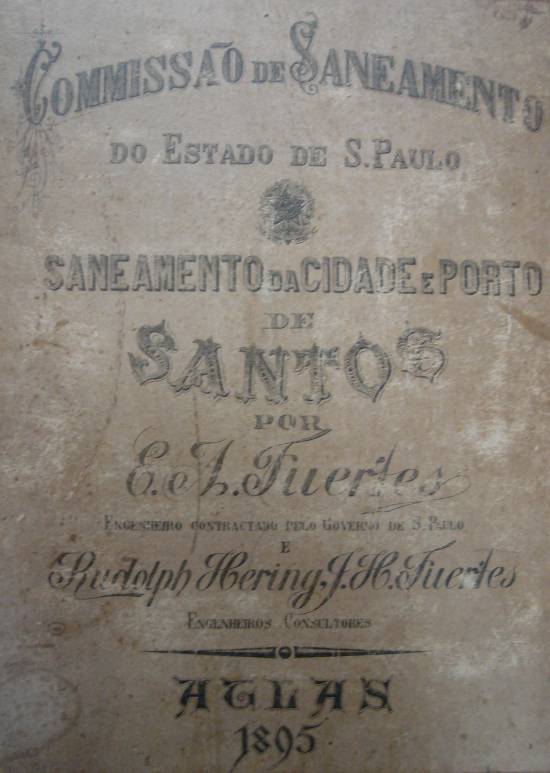 COMMISSÃO DE SANEAMENTO
DO ESTADO DE S. PAULO
SANEAMENTO DA CIDADE E PORTO
DE
SANTOS
POR
E. A. Fuertes
ENGENHEIRO CONTRACTADO PELO GOVERNO DE S. PAULO
E
Rudolph Hering, J. H. Fuertes
ENGENHEIROS CONSULTORES
ATLAS
1895